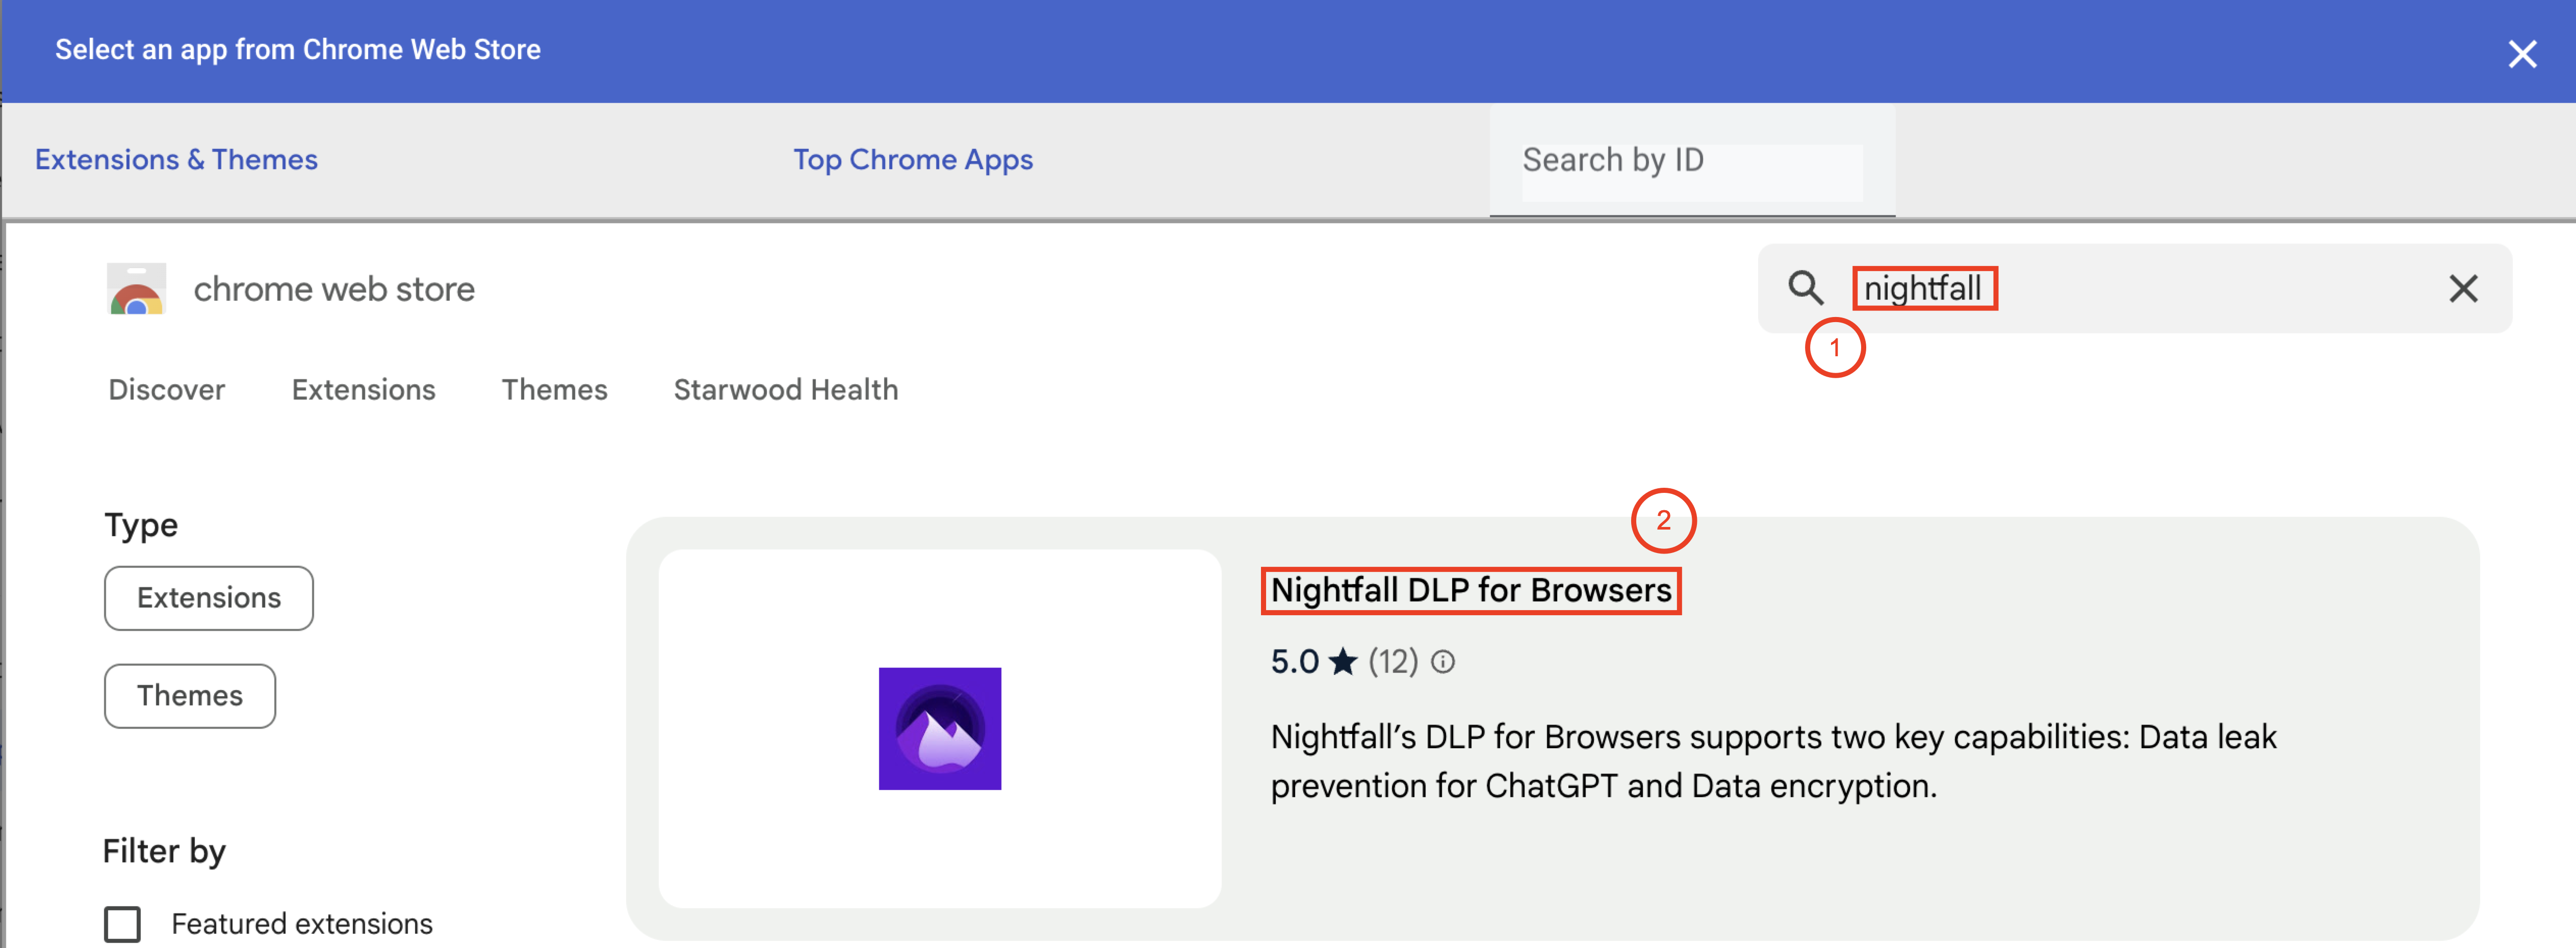 Select an app from Chrome Web Store
Extensions & Themes
Top Chrome Apps
Search by ID
chrome web store
nightfall
1
Discover
Extensions
Themes
Starwood Health
Type
Extensions
Themes
Filter by
Featured extensions
2
Nightfall DLP for Browsers
5.0 ★ (12)
Nightfall’s DLP for Browsers supports two key capabilities: Data leak
prevention for ChatGPT and Data encryption.